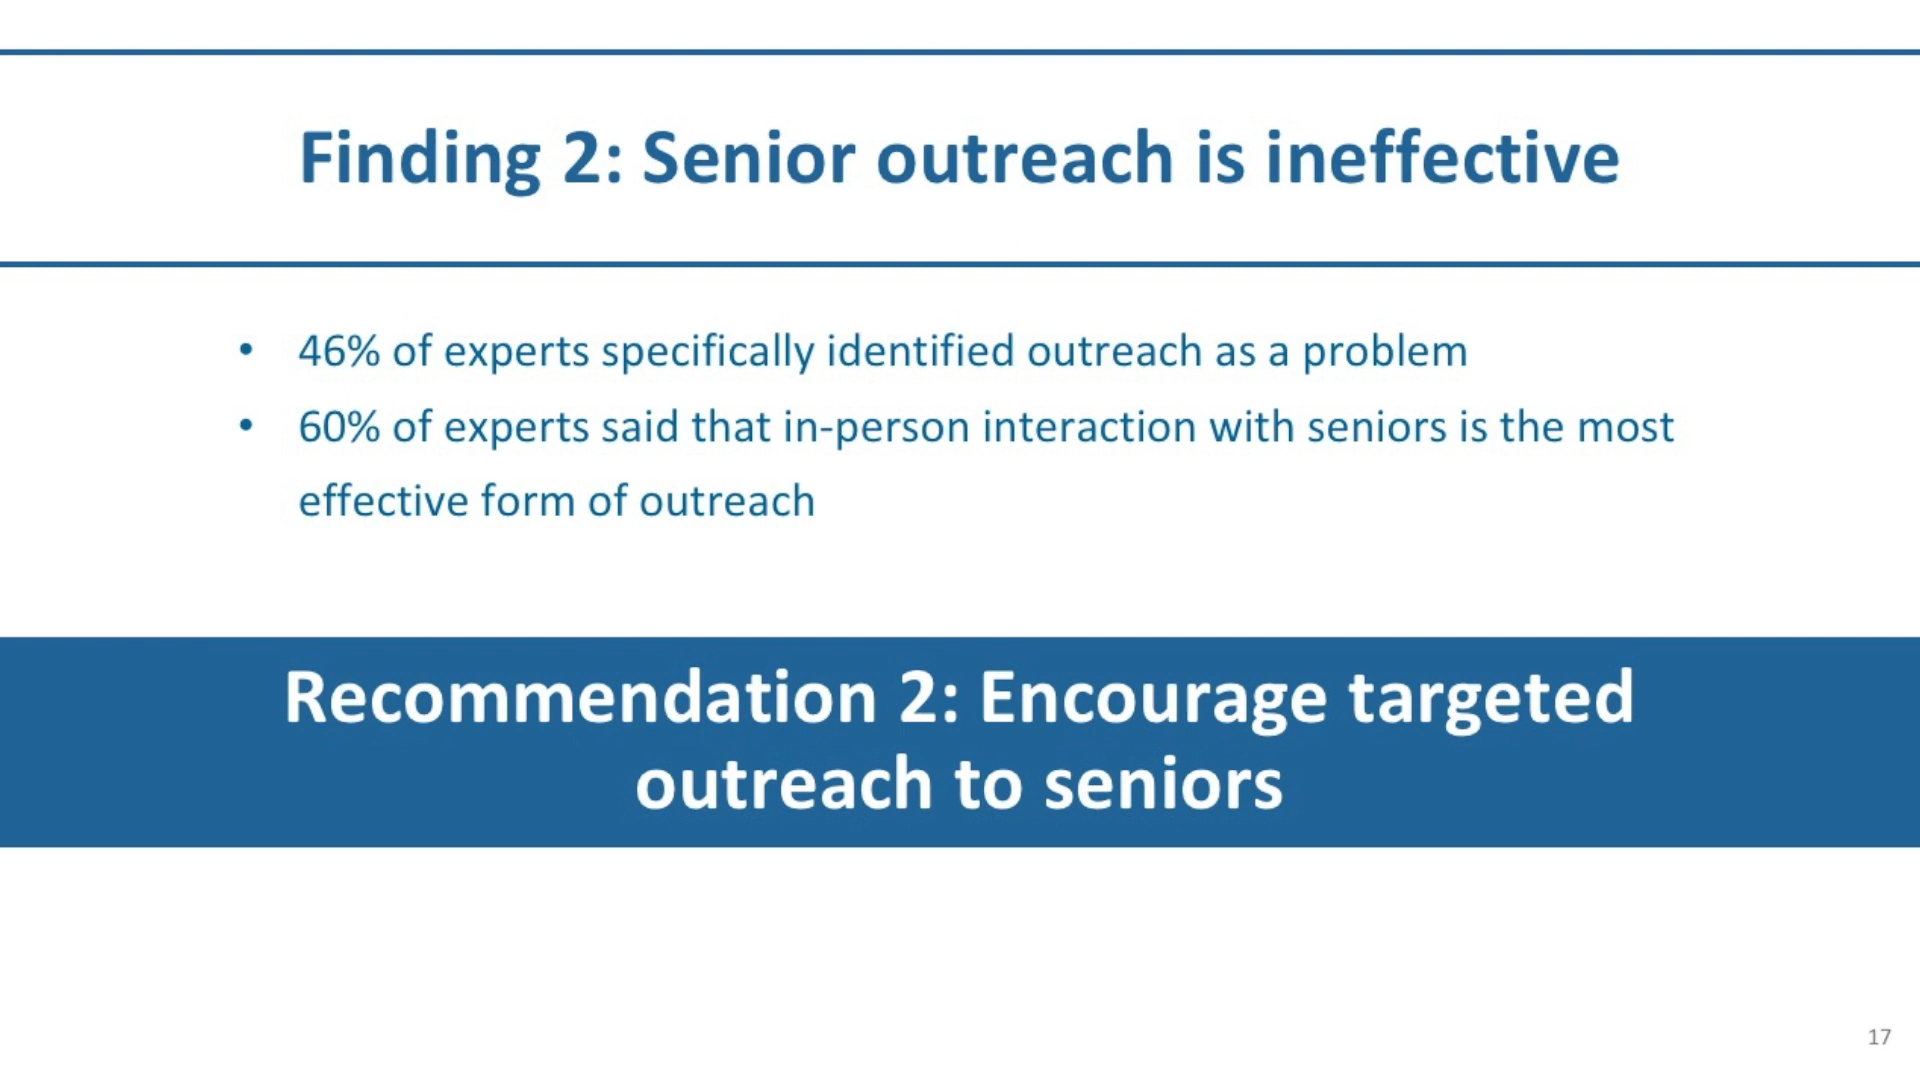 Finding 2: Senior outreach is ineffective
• 46% of experts specifically identified outreach as a problem
• 60% of experts said that in-person interaction with seniors is the most
effective form of outreach
Recommendation 2: Encourage targeted
outreach to seniors
17